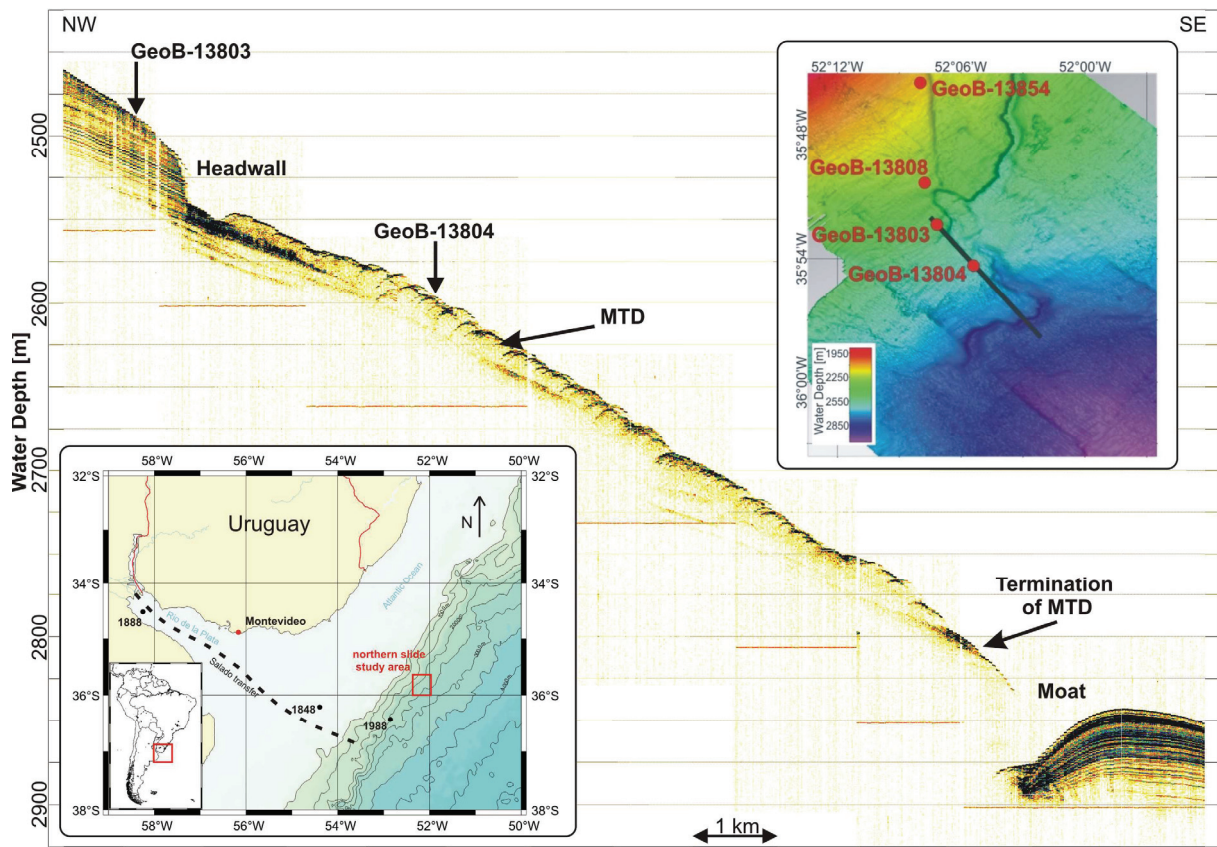 NW
SE
GeoB-13803
Headwall
GeoB-13804
MTD
Termination
of MTD
Moat
1 km
Water Depth [m]
2500
2600
2700
2800
2900
52°12'W
52°06'W
52°00'W
35°48'W
35°54'W
36°00'W
GeoB-13854
GeoB-13808
GeoB-13803
GeoB-13804
Water Depth [m]
1950
2250
2550
2850
58°W
56°W
54°W
52°W
50°W
32°S
32°S
34°S
34°S
36°S
36°S
38°S
38°S
58°W
56°W
54°W
52°W
50°W
Uruguay
N
Atlantic Ocean
Montevideo
Rio de la Plata
1888
Salado transfer
northern slide
study area
1848
1988